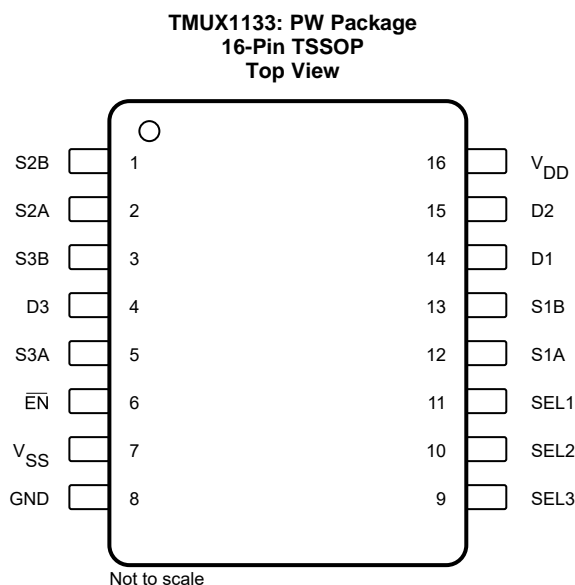 TMUX1133: PW Package
16-Pin TSSOP
Top View
S2B 1 16 VDD
S2A 2 15 D2
S3B 3 14 D1
D3 4 13 S1B
S3A 5 12 S1A
E̅N̅ 6 11 SEL1
VSS 7 10 SEL2
GND 8 9 SEL3
Not to scale